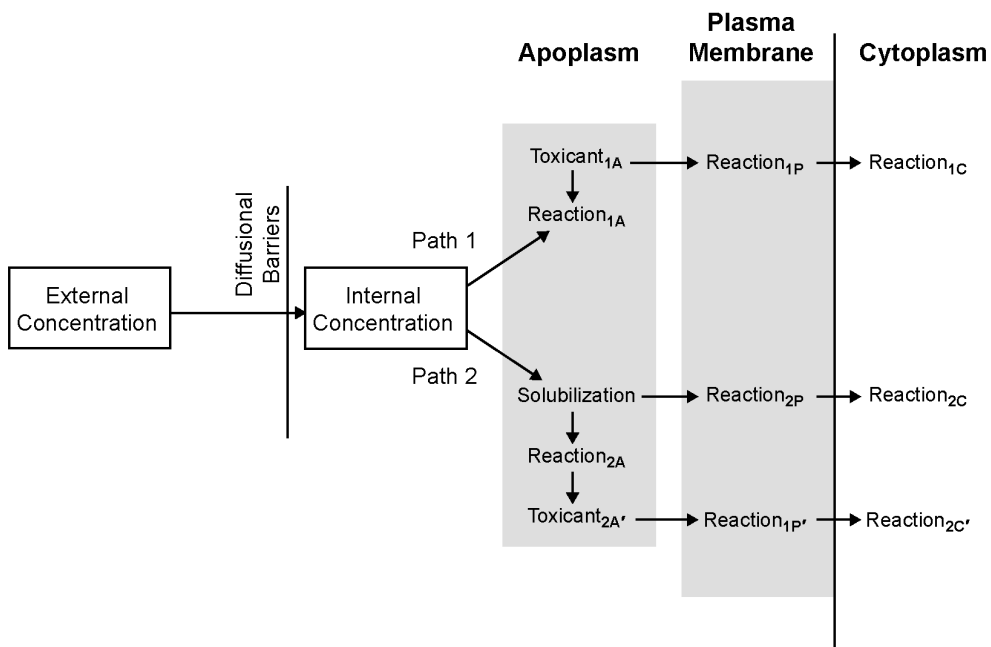 Plasma
Apoplasm Membrane Cytoplasm
Toxicant1A Reaction1P Reaction1C
Reaction1A
Diffusional
Barriers
Path 1
External
Concentration
Internal
Concentration
Path 2
Solubilization Reaction2P Reaction2C
Reaction2A
Toxicant2A′ Reaction1P′ Reaction2C′